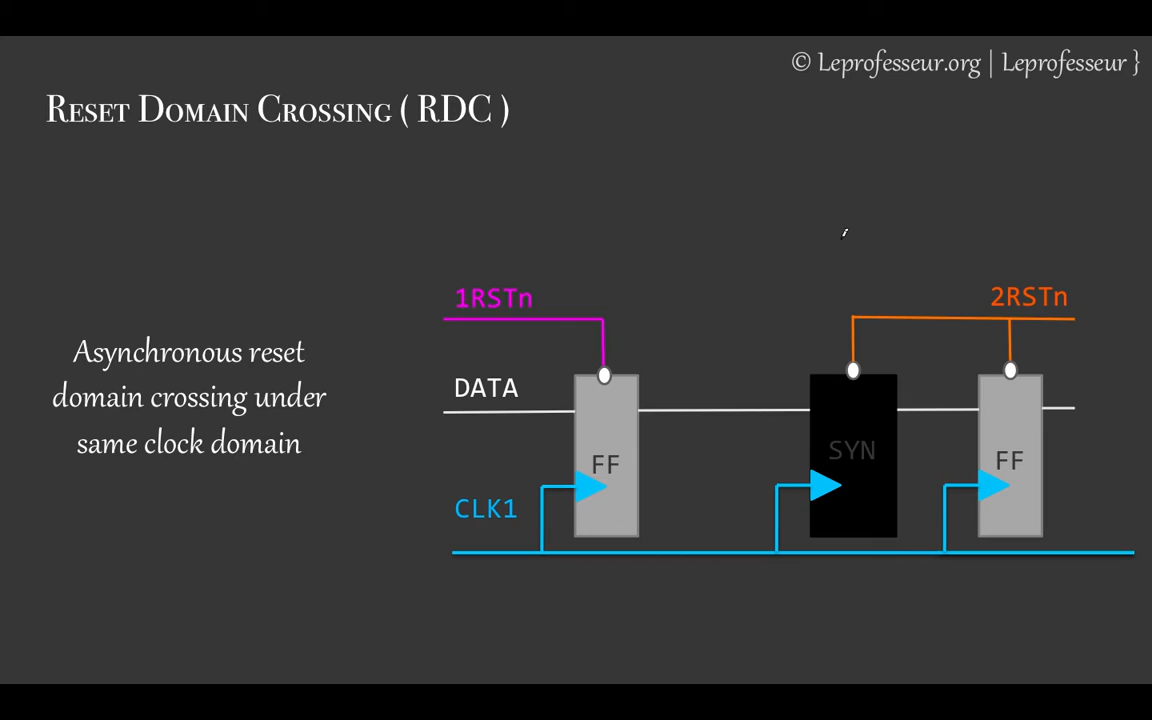 © Leprofesseur.org | Leprofesseur }
Reset Domain Crossing ( RDC )
1RSTn
2RSTn
Asynchronous reset
domain crossing under
same clock domain
DATA
SYN
FF
FF
CLK1